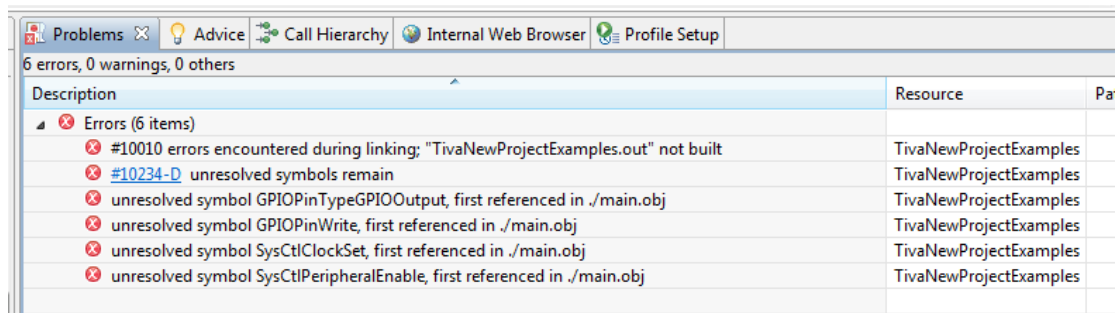 Problems Advice Call Hierarchy Internal Web Browser Profile Setup
6 errors, 0 warnings, 0 others
Description Resource Pa
Errors (6 items)
#10010 errors encountered during linking; "TivaNewProjectExamples.out" not built TivaNewProjectExamples
#10234-D unresolved symbols remain TivaNewProjectExamples
unresolved symbol GPIOPinTypeGPIOOutput, first referenced in ./main.obj TivaNewProjectExamples
unresolved symbol GPIOPinWrite, first referenced in ./main.obj TivaNewProjectExamples
unresolved symbol SysCtlClockSet, first referenced in ./main.obj TivaNewProjectExamples
unresolved symbol SysCtlPeripheralEnable, first referenced in ./main.obj TivaNewProjectExamples